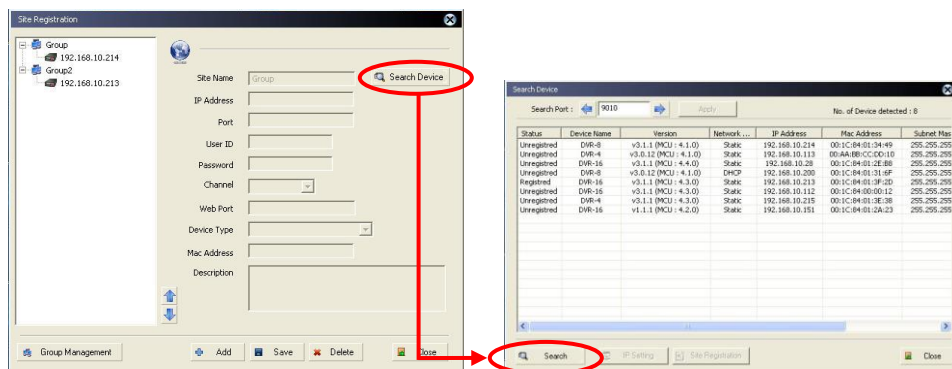 Site Registration
Group
192.168.10.214
Group2
192.168.10.213
Site Name Group Search Device
IP Address
Port
User ID
Password
Channel
Web Port
Device Type
Mac Address
Description
Group Management Add Save Delete Close
Search Device
Search Port : 9010 Apply No. of Device detected : 8
Status Device Name Version Network ... IP Address Mac Address Subnet Mas
Unregistred DVR-8 v3.1.1 (MCU : 4.1.0) Static 192.168.10.214 00:1C:84:01:34:49 255.255.255
Unregistred DVR-4 v3.0.12 (MCU : 4.1.0) Static 192.168.10.113 00:AA:BB:CC:DD:10 255.255.255
Unregistred DVR-16 v3.1.1 (MCU : 4.4.0) Static 192.168.10.28 00:1C:84:01:2E:B8 255.255.255
Unregistred DVR-8 v3.0.12 (MCU : 4.1.0) DHCP 192.168.10.200 00:1C:84:01:31:6F 255.255.255
Registred DVR-16 v3.1.1 (MCU : 4.3.0) Static 192.168.10.213 00:1C:84:01:3F:2D 255.255.255
Unregistred DVR-16 v3.1.1 (MCU : 4.3.0) Static 192.168.10.112 00:1C:84:00:00:12 255.255.255
Unregistred DVR-4 v3.1.1 (MCU : 4.3.0) Static 192.168.10.215 00:1C:84:01:3E:38 255.255.255
Unregistred DVR-16 v1.1.1 (MCU : 4.2.0) Static 192.168.10.151 00:1C:84:01:2A:23 255.255.255
Search IP Setting Site Registration Close